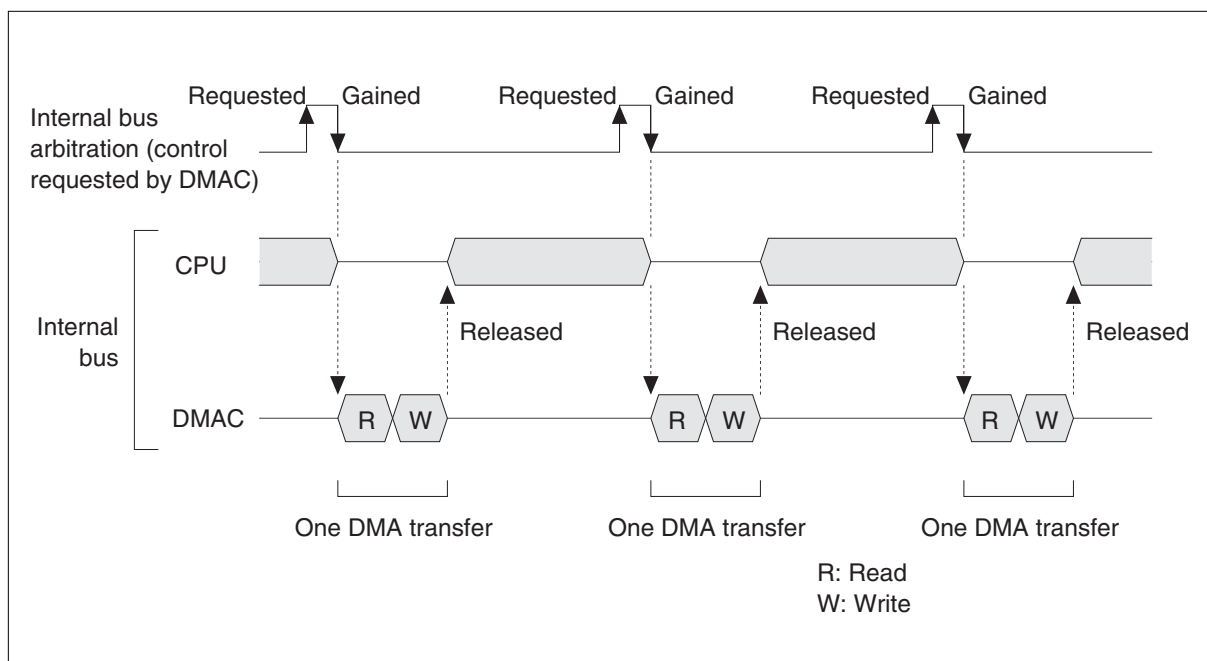 Requested Gained Requested Gained Requested Gained
Internal bus
arbitration (control
requested by DMAC)
CPU
Internal
bus
Released Released Released
DMAC R W R W R W
One DMA transfer One DMA transfer One DMA transfer
R: Read
W: Write